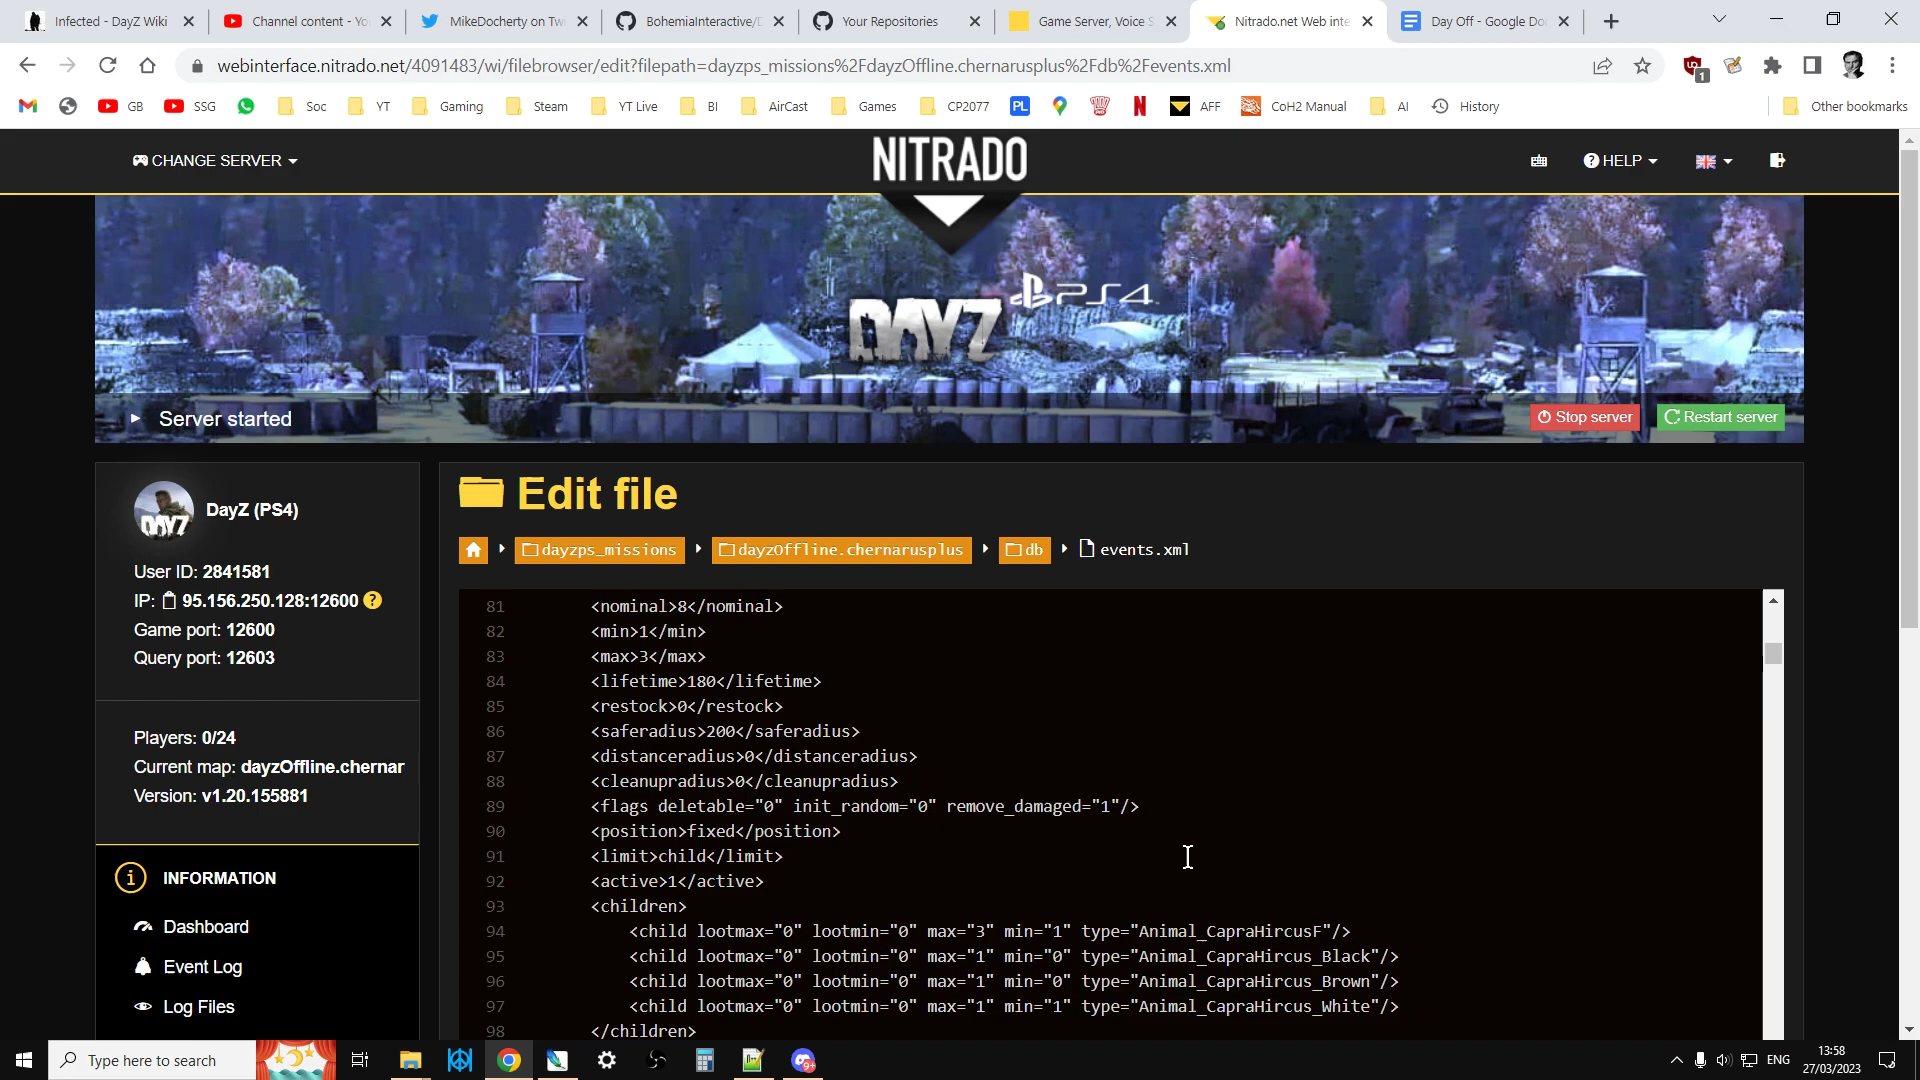 Infected - DayZ Wiki
Channel content - Yo
MikeDocherty on Twi
BohemiaInteractive/D
Your Repositories
Game Server, Voice S
Nitrado.net Web inte
Day Off - Google Do
webinterface.nitrado.net/4091483/wi/filebrowser/edit?filepath=dayzps_missions%2FdayzOffline.chernarusplus%2Fdb%2Fevents.xml
1
GB
SSG
Soc
YT
Gaming
Steam
YT Live
BI
AirCast
Games
CP2077
PL
N
AFF
CoH2 Manual
AI
History
Other bookmarks
CHANGE SERVER
NITRADO
HELP
DAYZ PS4
Server started
Stop server
Restart server
DAYZ
DayZ (PS4)
User ID: 2841581
IP: 95.156.250.128:12600
Game port: 12600
Query port: 12603
Players: 0/24
Current map: dayzOffline.chernar
Version: v1.20.155881
INFORMATION
Dashboard
Event Log
Log Files
Edit file
dayzps_missions
dayzOffline.chernarusplus
db
events.xml
81 <nominal>8</nominal>
82 <min>1</min>
83 <max>3</max>
84 <lifetime>180</lifetime>
85 <restock>0</restock>
86 <saferadius>200</saferadius>
87 <distanceradius>0</distanceradius>
88 <cleanupradius>0</cleanupradius>
89 <flags deletable="0" init_random="0" remove_damaged="1"/>
90 <position>fixed</position>
91 <limit>child</limit>
92 <active>1</active>
93 <children>
94 <child lootmax="0" lootmin="0" max="3" min="1" type="Animal_CapraHircusF"/>
95 <child lootmax="0" lootmin="0" max="1" min="0" type="Animal_CapraHircus_Black"/>
96 <child lootmax="0" lootmin="0" max="1" min="0" type="Animal_CapraHircus_Brown"/>
97 <child lootmax="0" lootmin="0" max="1" min="1" type="Animal_CapraHircus_White"/>
98 </children>
Type here to search
9+
ENG
13:58
27/03/2023